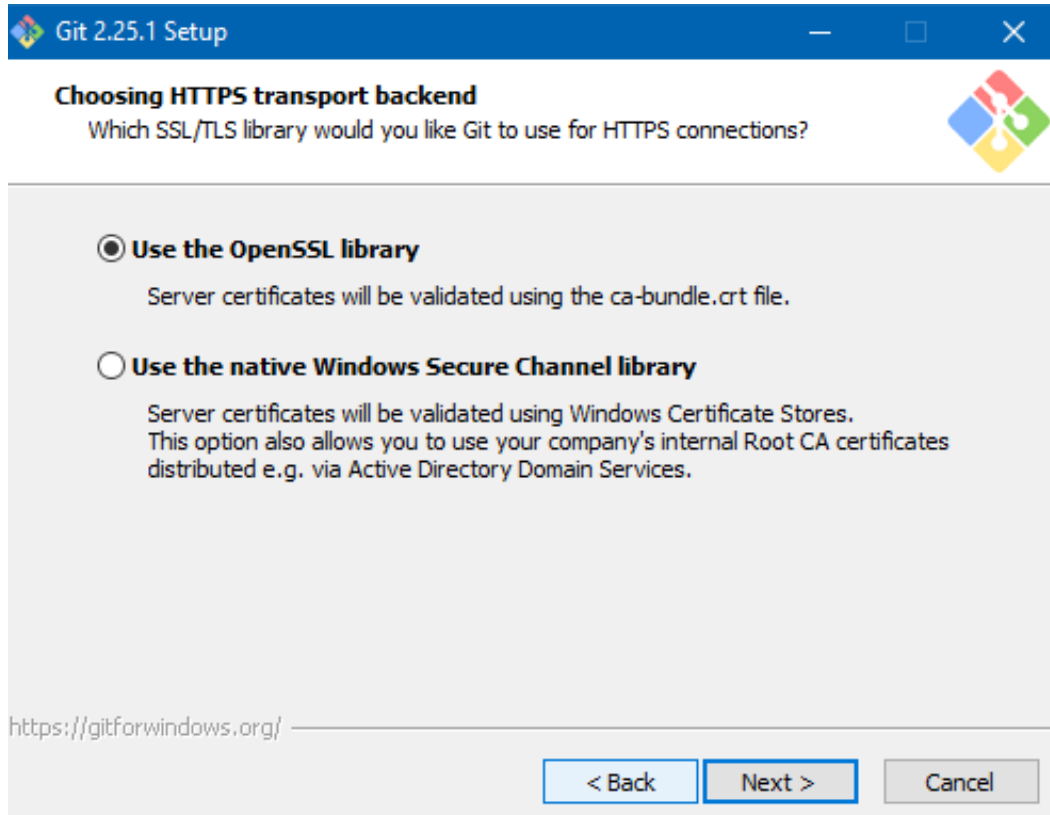 Git 2.25.1 Setup
Choosing HTTPS transport backend
Which SSL/TLS library would you like Git to use for HTTPS connections?
Use the OpenSSL library
Server certificates will be validated using the ca-bundle.crt file.
Use the native Windows Secure Channel library
Server certificates will be validated using Windows Certificate Stores.
This option also allows you to use your company's internal Root CA certificates
distributed e.g. via Active Directory Domain Services.
https://gitforwindows.org/
< Back Next > Cancel